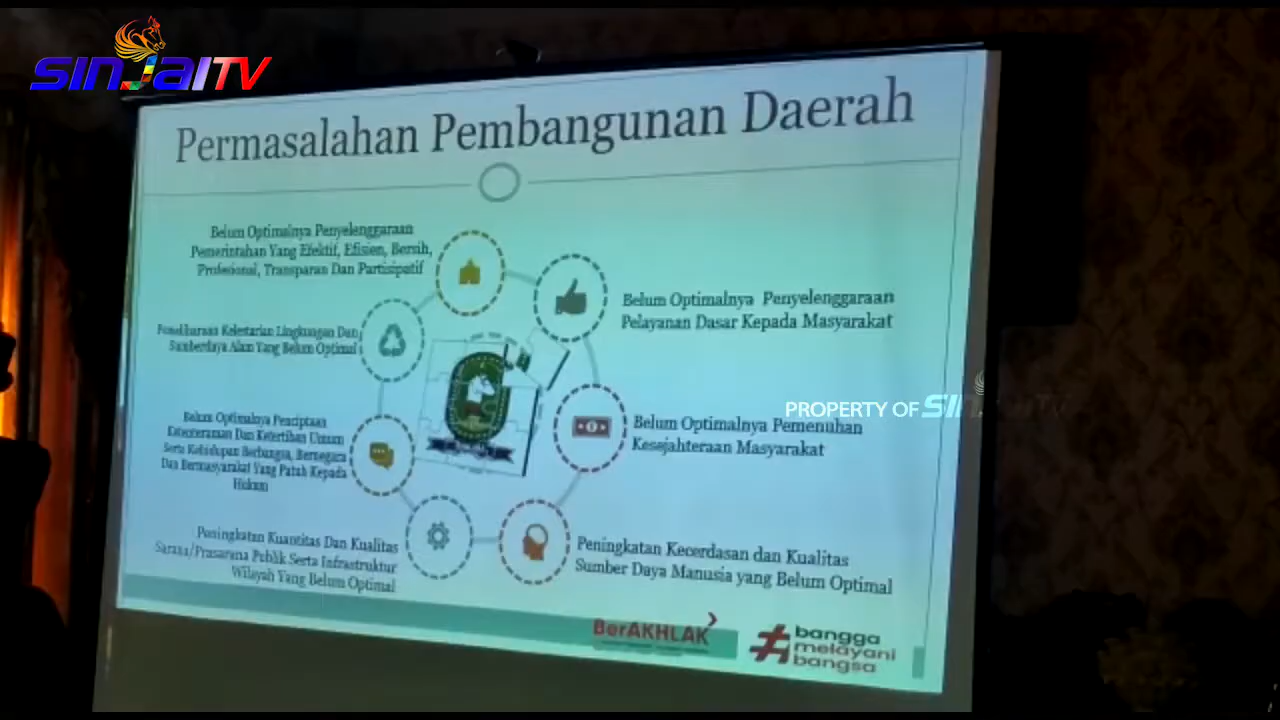 SINJAI TV
Permasalahan Pembangunan Daerah
Belum Optimalnya Penyelenggaraan
Pemerintahan Yang Efektif, Efisien, Bersih,
Profesional, Transparan Dan Partisipatif
Belum Optimalnya Penyelenggaraan
Pelayanan Dasar Kepada Masyarakat
Pemeliharaan Kelestarian Lingkungan Dan
Sumberdaya Alam Yang Belum Optimal
PROPERTY OF SINJAI TV
Belum Optimalnya Pemenuhan
Kesejahteraan Masyarakat
Belum Optimalnya Penciptaan
Ketenteraman Dan Ketertiban Umum
Serta Kehidupan Berbangsa, Bernegara
Dan Bermasyarakat Yang Patuh Kepada
Hukum
Peningkatan Kuantitas Dan Kualitas
Sarana/Prasarana Publik Serta Infrastruktur
Wilayah Yang Belum Optimal
Peningkatan Kecerdasan dan Kualitas
Sumber Daya Manusia yang Belum Optimal
BerAKHLAK
#bangga
melayani
bangsa